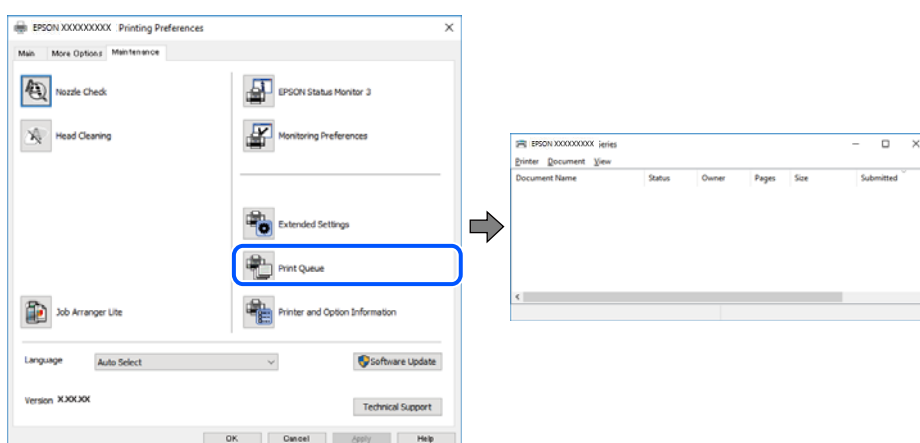 EPSON XXXXXXXXX Printing Preferences
Main More Options Maintenance
Nozzle Check
Head Cleaning
Job Arranger Lite
EPSON Status Monitor 3
Monitoring Preferences
Extended Settings
Print Queue
Printer and Option Information
Language Auto Select Software Update
Version X.XX.XX Technical Support
OK Cancel Apply Help
EPSON XXXXXXXXX ieries
Printer Document View
Document Name Status Owner Pages Size Submitted